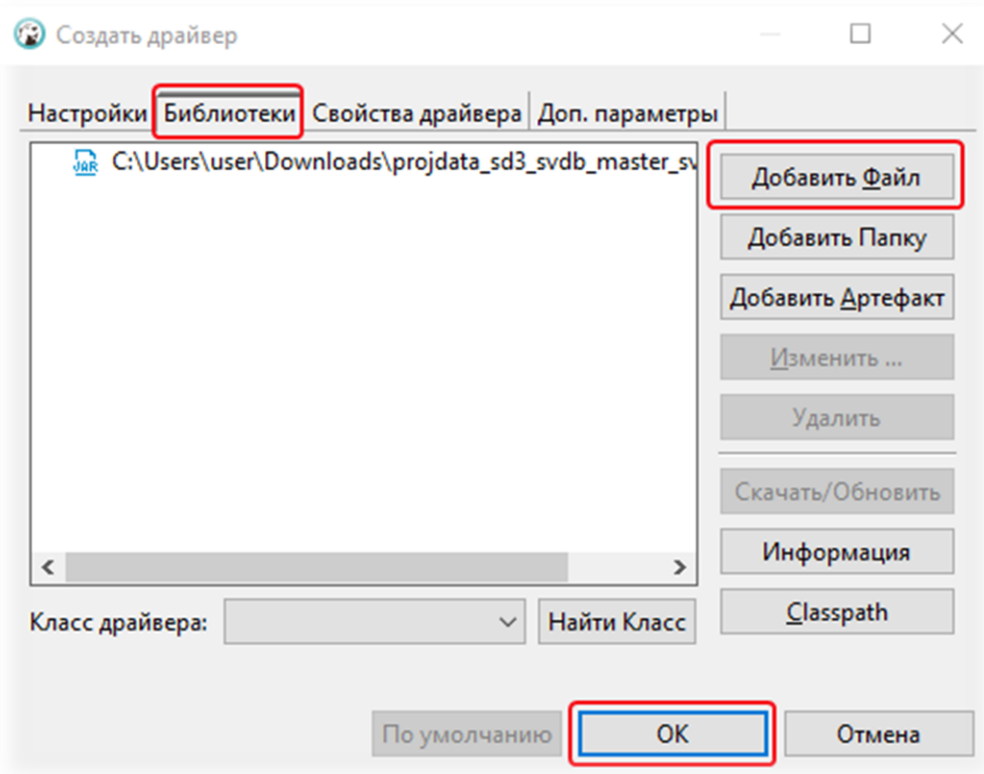 Создать драйвер
Настройки Библиотеки Свойства драйвера Доп. параметры
JAR C:\Users\user\Downloads\projdata_sd3_svdb_master_sv
Добавить Файл
Добавить Папку
Добавить Артефакт
Изменить ...
Удалить
Скачать/Обновить
Информация
Classpath
Класс драйвера:
Найти Класс
По умолчанию
OK
Отмена